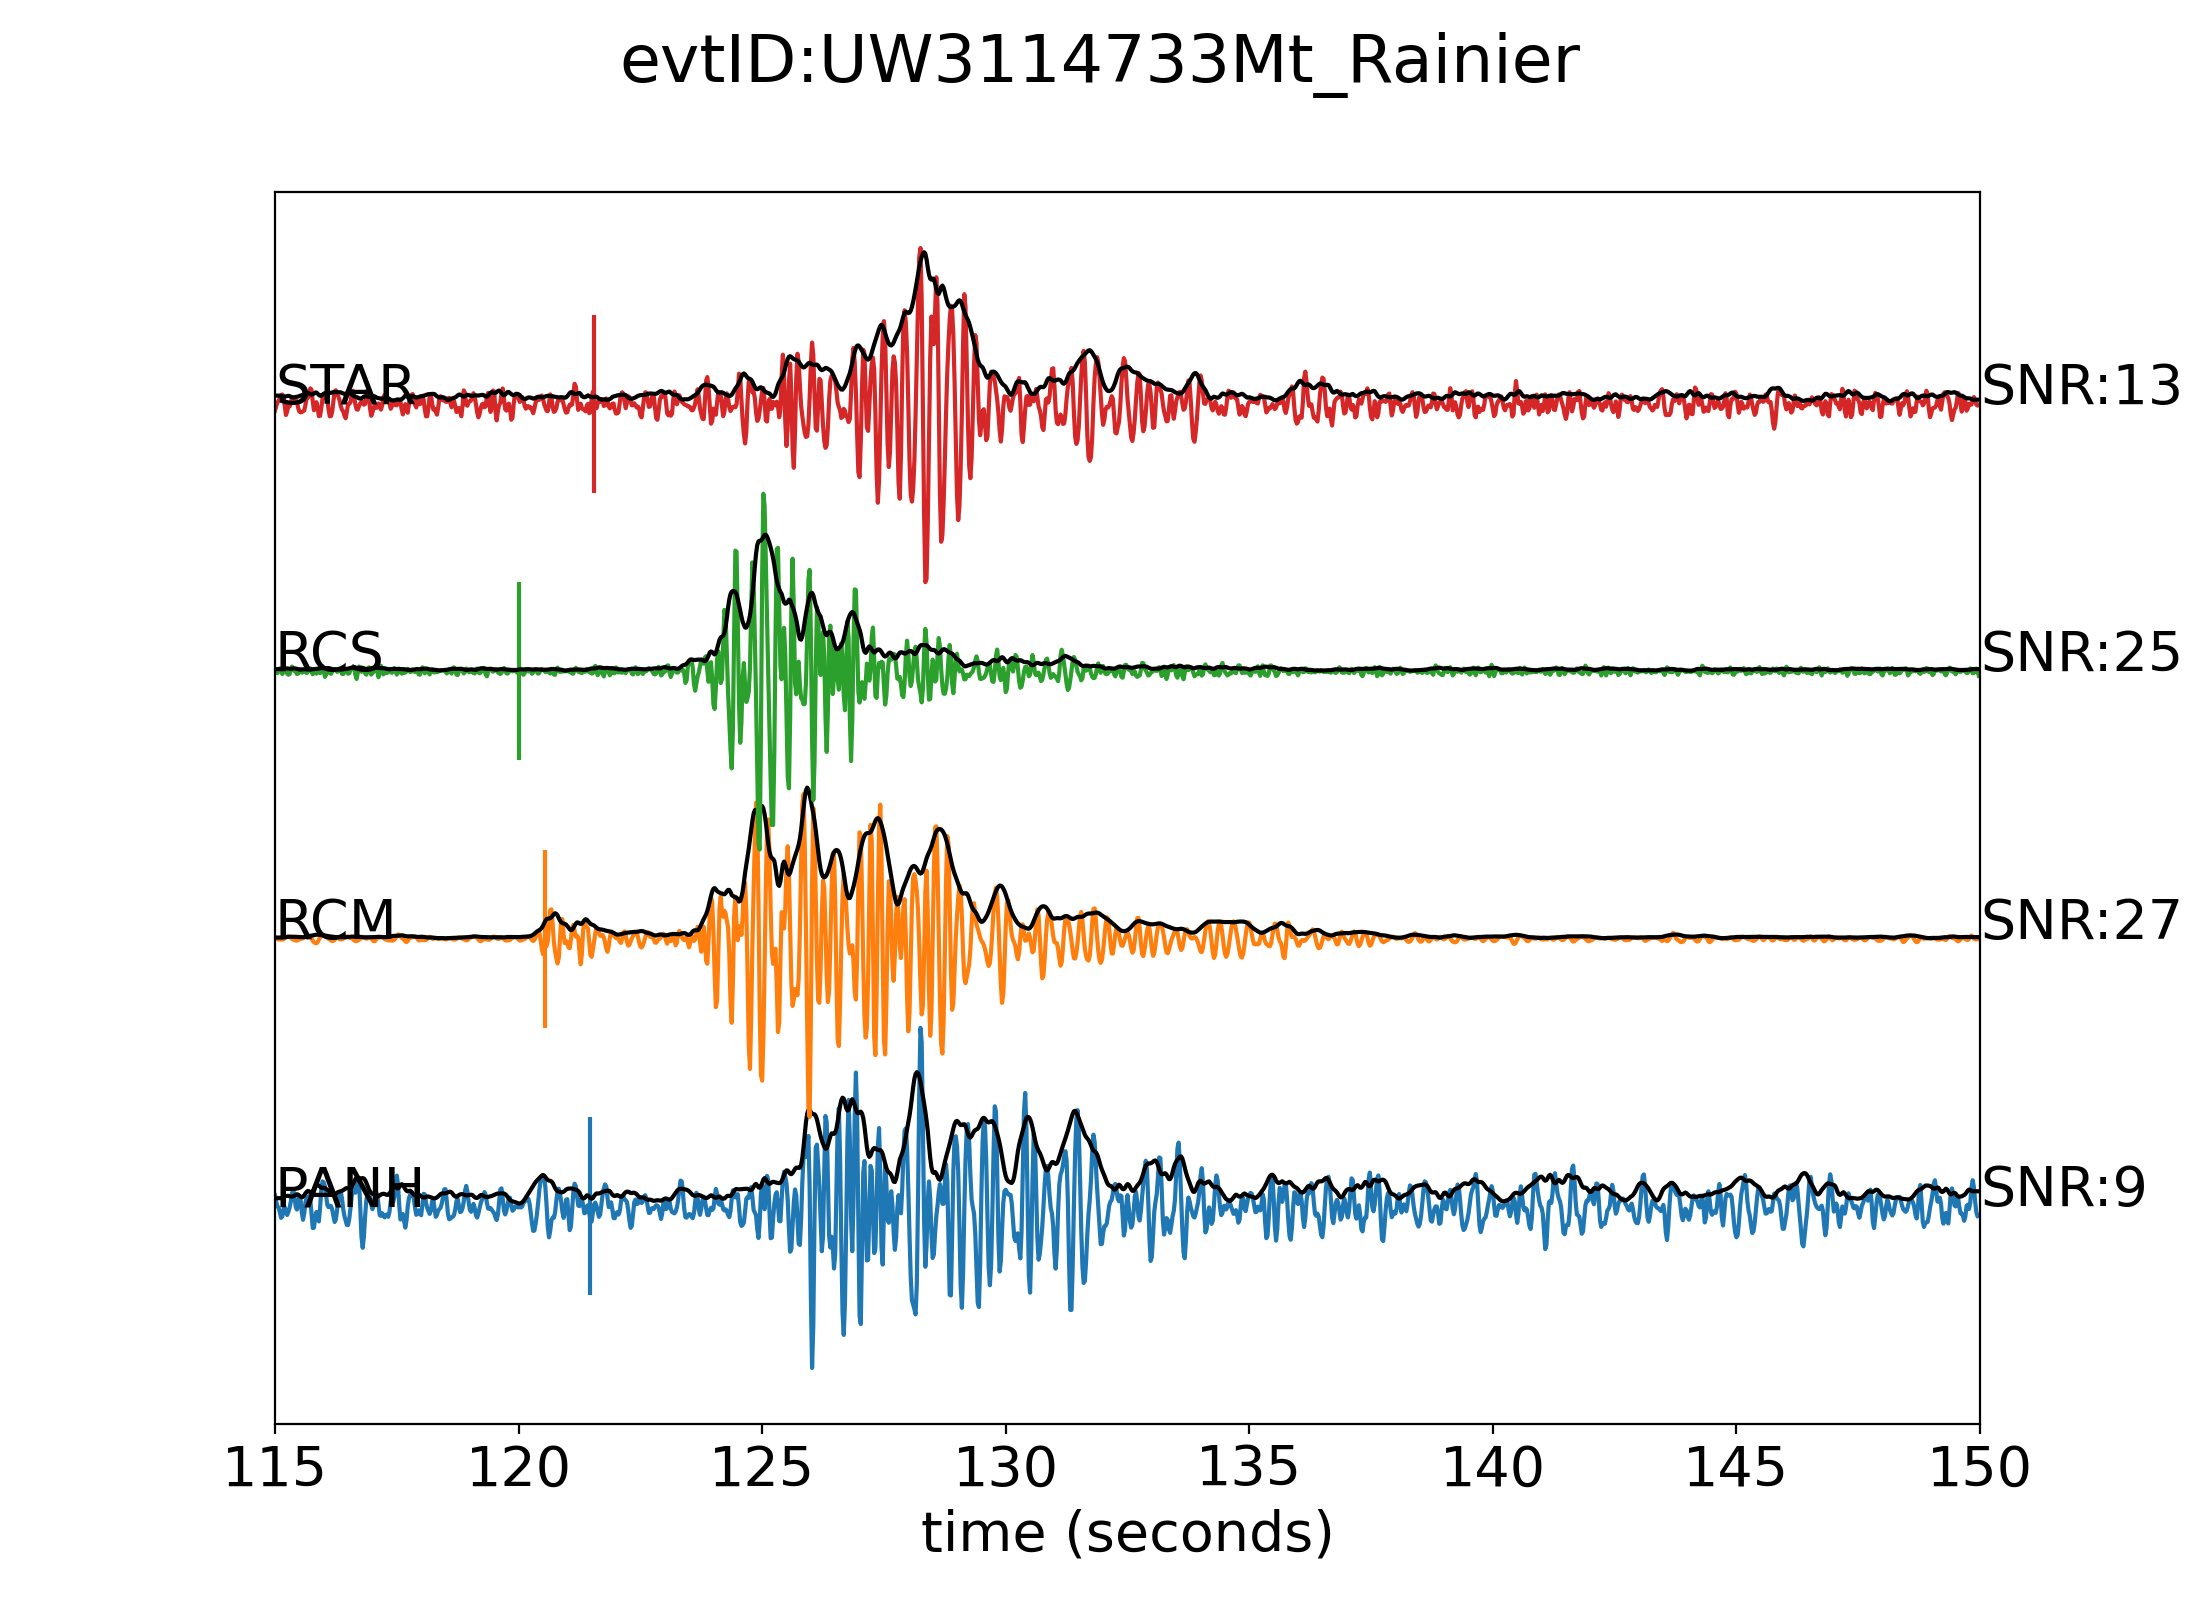 evtID:UW3114733Mt_Rainier
STAR SNR:13
RCS SNR:25
RCM SNR:27
PANH SNR:9
115 120 125 130 135 140 145 150
time (seconds)